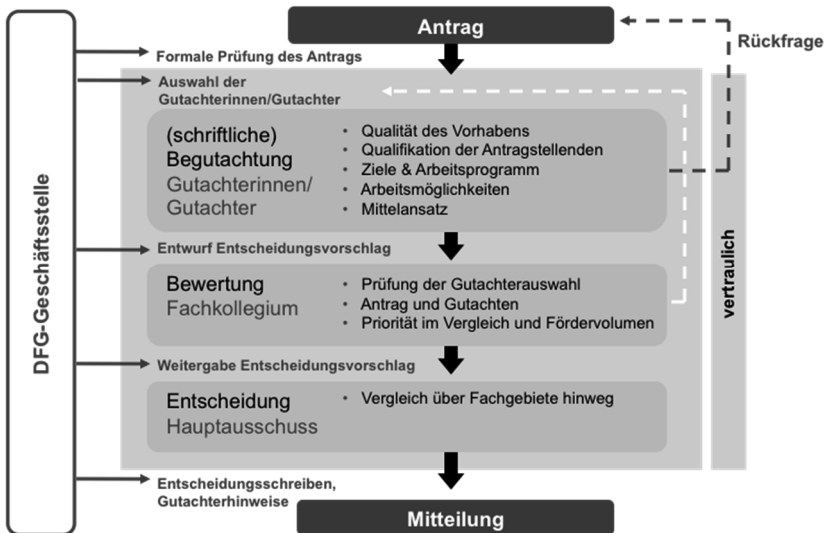 Antrag
Rückfrage
Formale Prüfung des Antrags
Auswahl der
Gutachterinnen/Gutachter
(schriftliche)
Begutachtung
Gutachterinnen/
Gutachter
• Qualität des Vorhabens
• Qualifikation der Antragstellenden
• Ziele & Arbeitsprogramm
• Arbeitsmöglichkeiten
• Mittelansatz
DFG-Geschäftsstelle
vertraulich
Entwurf Entscheidungsvorschlag
Bewertung
Fachkollegium
• Prüfung der Gutachterauswahl
• Antrag und Gutachten
• Priorität im Vergleich und Fördervolumen
Weitergabe Entscheidungsvorschlag
Entscheidung
Hauptausschuss
• Vergleich über Fachgebiete hinweg
Entscheidungsschreiben,
Gutachterhinweise
Mitteilung